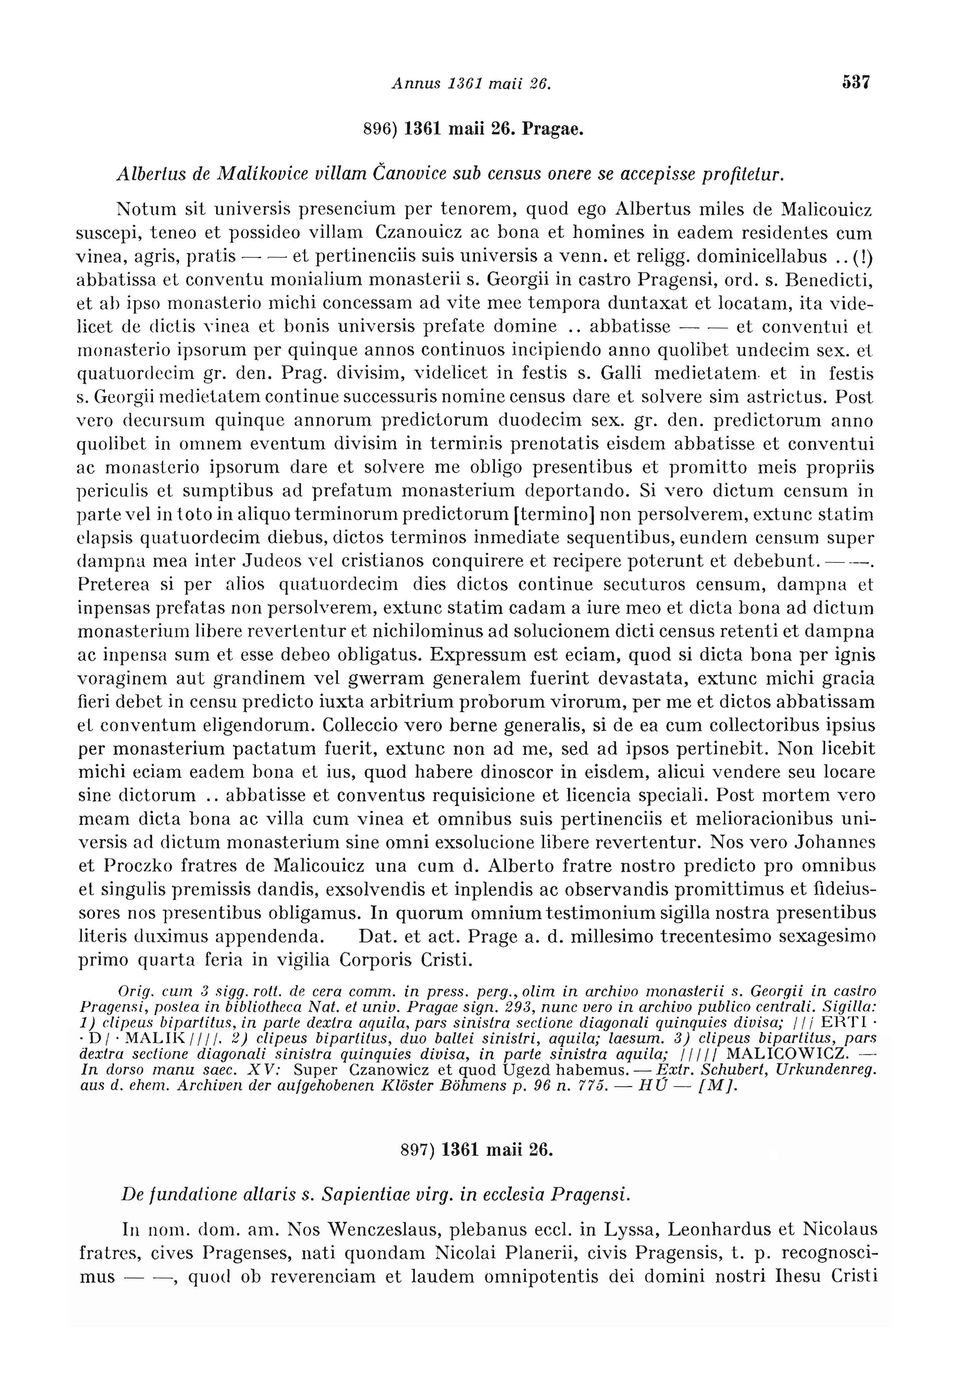 Annus 1361 maii 26. 537
896) 1361 maii 26. Pragae.
Albertus de Malíkovice villam Čanovice sub census onere se accepisse profitetur.
Notum sit universis presencium per tenorem, quod ego Albertus miles de Malicouicz
suscepi, teneo et possideo villam Czanouicz ac bona et homines in eadem residentes cum
vinea, agris, pratis — — et pertinenciis suis universis a venn. et religg. dominicellabus .. (!)
abbatissa et conventu monialium monasterii s. Georgii in castro Pragensi, ord. s. Benedicti,
et ab ipso monasterio michi concessam ad vite mee tempora duntaxat et locatam, ita vide-
licet de dictis vinea et bonis universis prefate domine .. abbatisse — — et conventui et
monasterio ipsorum per quinque annos continuos incipiendo anno quolibet undecim sex. et
quatuordecim gr. den. Prag. divisim, videlicet in festis s. Galli medietatem et in festis
s. Georgii medietatem continue successuris nomine census dare et solvere sim astrictus. Post
vero decursum quinque annorum predictorum duodecim sex. gr. den. predictorum anno
quolibet in omnem eventum divisim in terminis prenotatis eisdem abbatisse et conventui
ac monasterio ipsorum dare et solvere me obligo presentibus et promitto meis propriis
periculis et sumptibus ad prefatum monasterium deportando. Si vero dictum censum in
parte vel in toto in aliquo terminorum predictorum [termino] non persolverem, extunc statim
elapsis quatuordecim diebus, dictos terminos inmediate sequentibus, eundem censum super
dampna mea inter Judeos vel cristianos conquirere et recipere poterunt et debebunt. — —.
Preterea si per alios quatuordecim dies dictos continue secuturos censum, dampna et
inpensas prefatas non persolverem, extunc statim cadam a iure meo et dicta bona ad dictum
monasterium libere revertentur et nichilominus ad solucionem dicti census retenti et dampna
ac inpensa sum et esse debeo obligatus. Expressum est eciam, quod si dicta bona per ignis
voraginem aut grandinem vel gwerram generalem fuerint devastata, extunc michi gracia
fieri debet in censu predicto iuxta arbitrium proborum virorum, per me et dictos abbatissam
et conventum eligendorum. Colleccio vero berne generalis, si de ea cum collectoribus ipsius
per monasterium pactatum fuerit, extunc non ad me, sed ad ipsos pertinebit. Non licebit
michi eciam eadem bona et ius, quod habere dinoscor in eisdem, alicui vendere seu locare
sine dictorum .. abbatisse et conventus requisicione et licencia speciali. Post mortem vero
meam dicta bona ac villa cum vinea et omnibus suis pertinenciis et melioracionibus uni-
versis ad dictum monasterium sine omni exsolucione libere revertentur. Nos vero Johannes
et Proczko fratres de Malicouicz una cum d. Alberto fratre nostro predicto pro omnibus
et singulis premissis dandis, exsolvendis et inplendis ac observandis promittimus et fideius-
sores nos presentibus obligamus. In quorum omnium testimonium sigilla nostra presentibus
literis duximus appendenda. Dat. et act. Prage a. d. millesimo trecentesimo sexagesimo
primo quarta feria in vigilia Corporis Cristi.
Orig. cum 3 sigg. rott. de cera comm. in press. perg., olim in archivo monasterii s. Georgii in castro
Pragensi, postea in bibliotheca Nat. et univ. Pragae sign. 293, nunc vero in archivo publico centrali. Sigilla:
1) clipeus bipartitus, in parte dextra aquila, pars sinistra sectione diagonali quinquies divisa; /// ERTI ·
· D/ · MALIK////. 2) clipeus bipartitus, duo baltei sinistri, aquila; laesum. 3) clipeus bipartitus, pars
dextra sectione diagonali sinistra quinquies divisa, in parte sinistra aquila; ///// MALICOWICZ. —
In dorso manu saec. XV: Super Czanowicz et quod Ugezd habemus. — Extr. Schubert, Urkundenreg.
aus d. ehem. Archiven der aufgehobenen Klöster Böhmens p. 96 n. 775. — HÚ — [M].
897) 1361 maii 26.
De fundatione altaris s. Sapientiae virg. in ecclesia Pragensi.
In nom. dom. am. Nos Wenczeslaus, plebanus eccl. in Lyssa, Leonhardus et Nicolaus
fratres, cives Pragenses, nati quondam Nicolai Planerii, civis Pragensis, t. p. recognosci-
mus — —, quod ob reverenciam et laudem omnipotentis dei domini nostri Ihesu Cristi